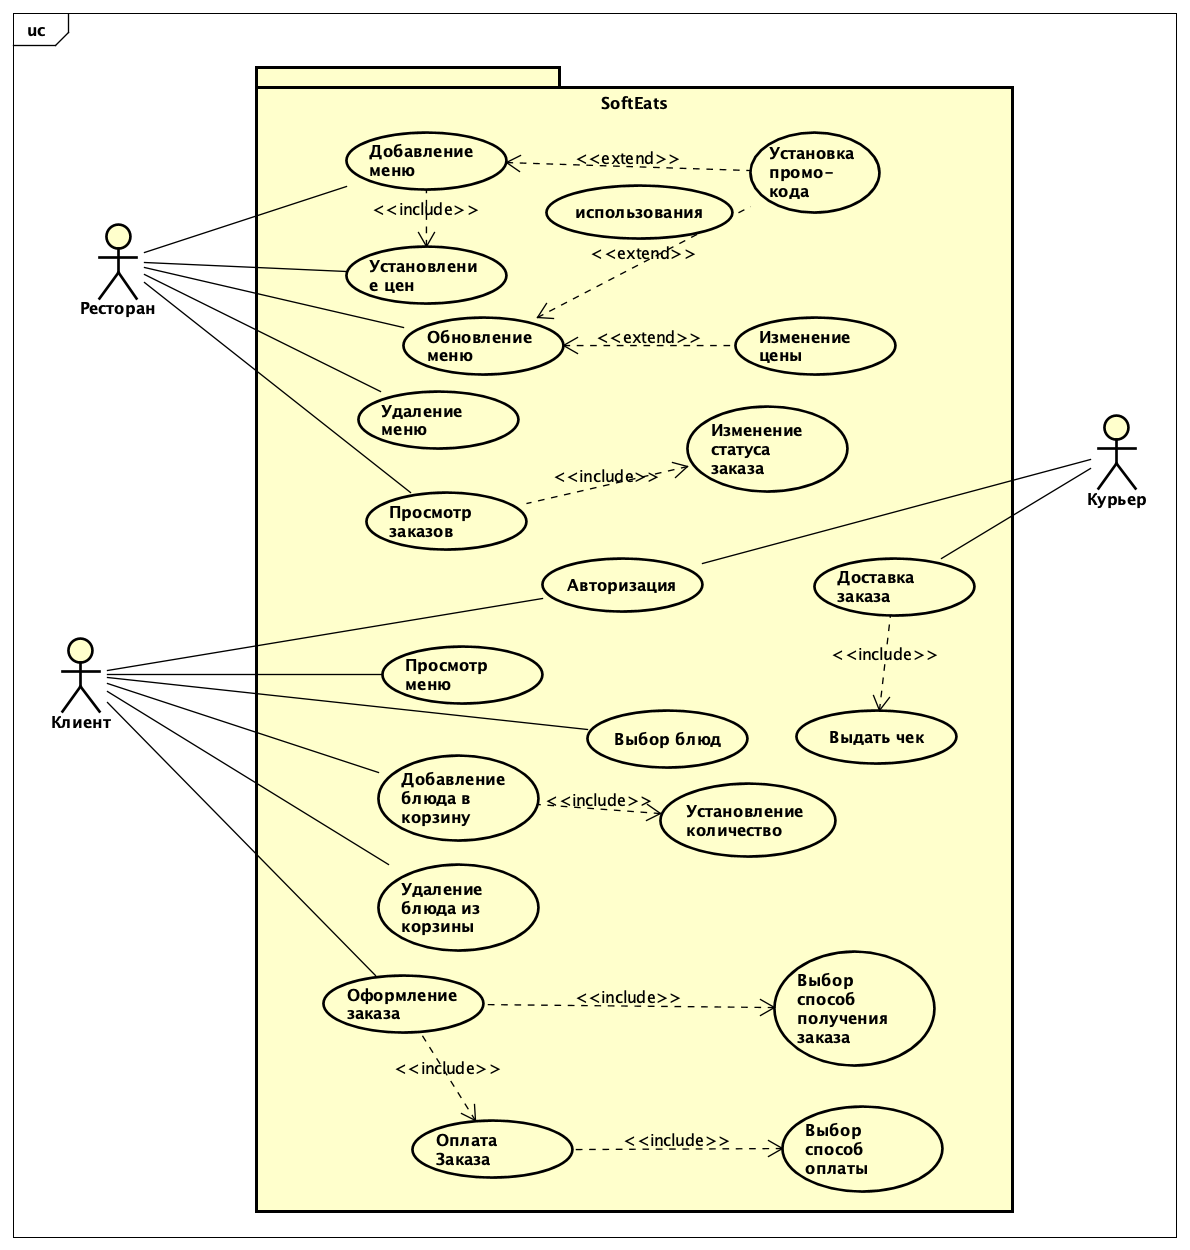 uc
SoftEats
Добавление
меню
<<extend>>
Установка
промо-
кода
<<include>>
использования
<<extend>>
Установлени
е цен
Ресторан
Обновление
меню
<<extend>>
Изменение
цены
Удаление
меню
Изменение
статуса
заказа
<<include>>
Просмотр
заказов
Курьер
Авторизация
Доставка
заказа
<<include>>
Просмотр
меню
Клиент
Выбор блюд
Выдать чек
Добавление
блюда в
корзину
<<include>>
Установление
количество
Удаление
блюда из
корзины
Оформление
заказа
<<include>>
Выбор
способ
получения
заказа
<<include>>
Оплата
Заказа
<<include>>
Выбор
способ
оплаты